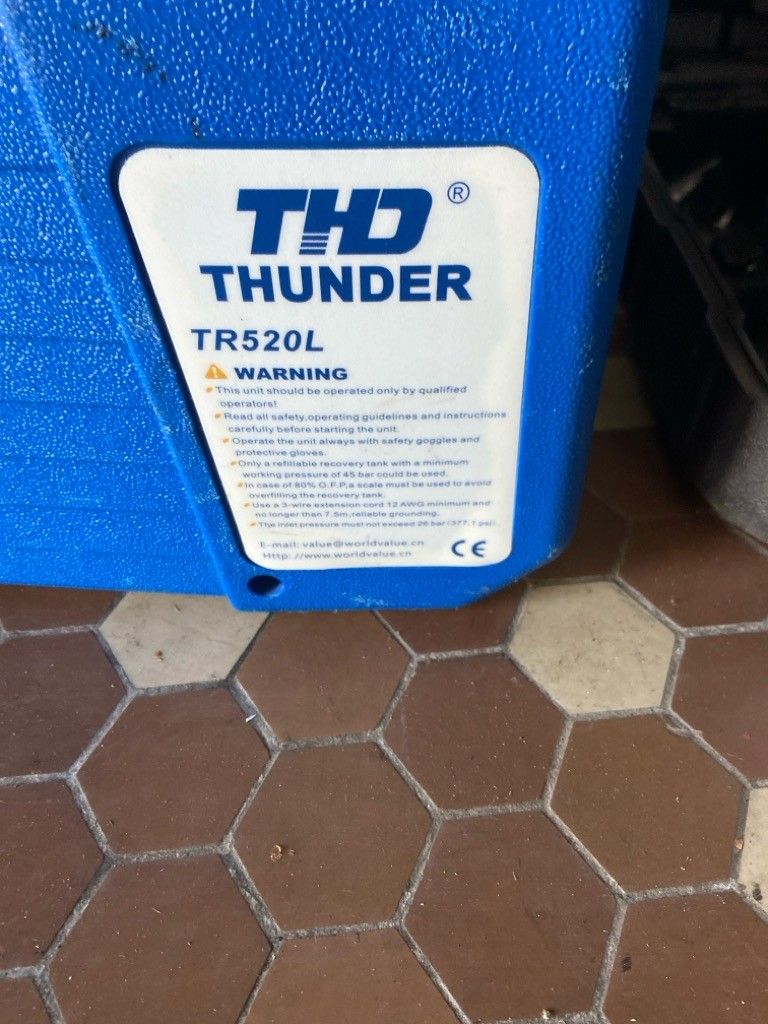 THD ®
THUNDER
TR520L
WARNING
This unit should be operated only by qualified
operators!
Read all safety,operating guidelines and instructions
carefully before starting the unit.
Operate the unit always with safety goggles and
protective gloves.
Only a refillable recovery tank with a minimum
working pressure of 45 bar could be used.
In case of 80% O.F.P,a scale must be used to avoid
overfilling the recovery tank.
Use a 3-wire extension cord 12 AWG minimum and
no longer than 7.5m,reliable grounding.
The inlet pressure must not exceed 26 bar (377.1 psi).
E-mail: value@worldvalue.cn
Http: //www.worldvalue.cn
CE